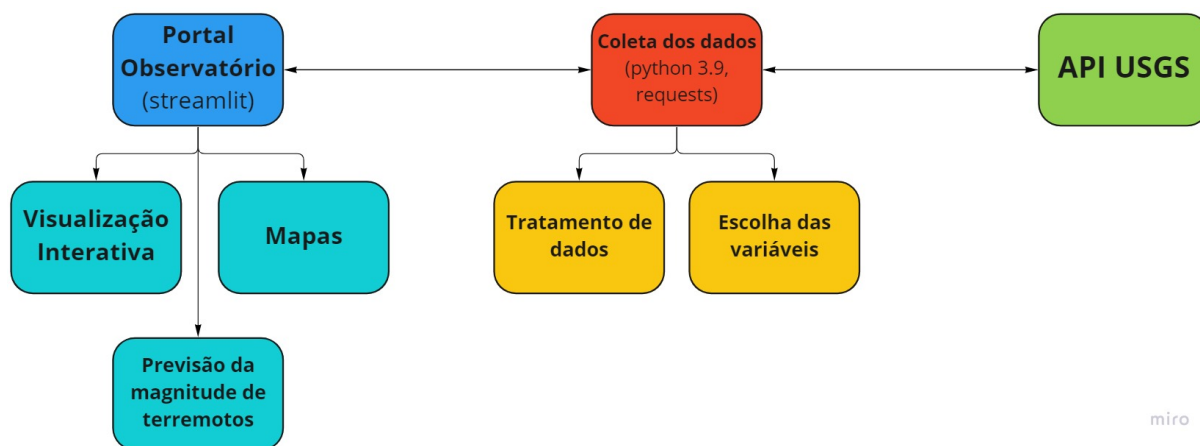 Portal
Observatório
(streamlit)
Coleta dos dados
(python 3.9,
requests)
API USGS
Visualização
Interativa
Mapas
Tratamento de
dados
Escolha das
variáveis
Previsão da
magnitude de
terremotos
miro